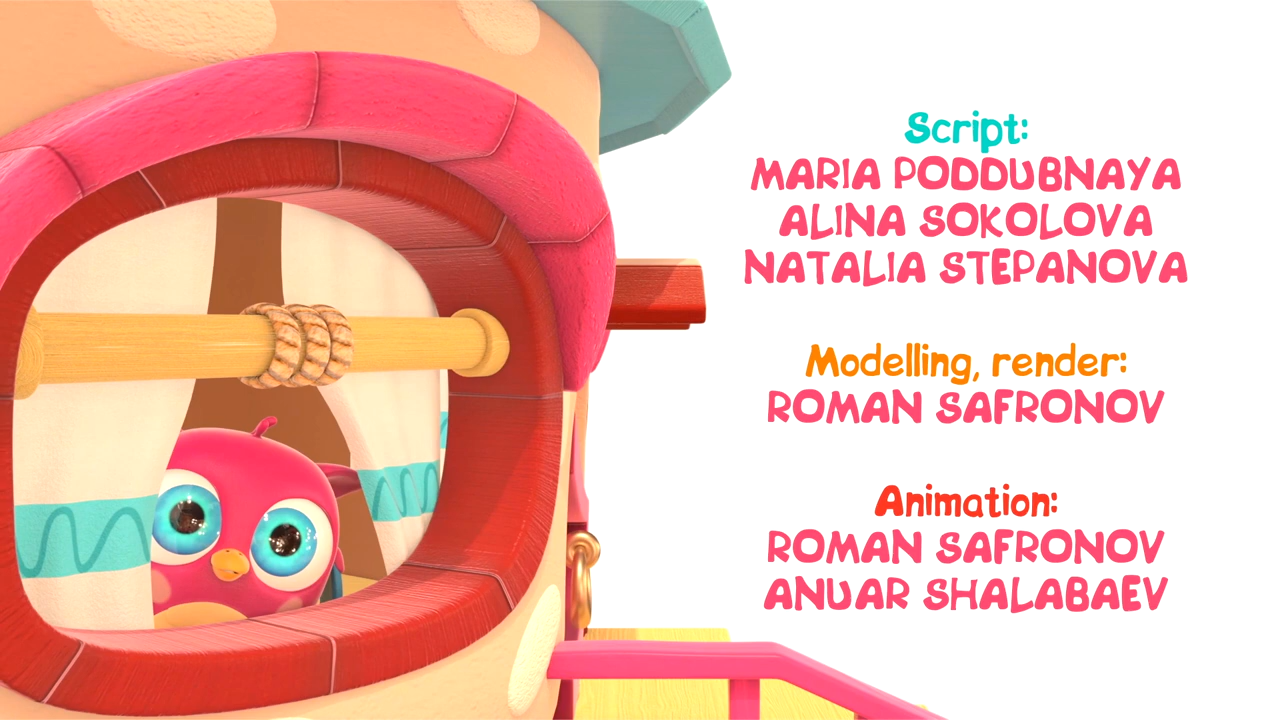 Script:
MARIA PODDUBNAYA
ALINA SOKOLOVA
NATALIA STEPANOVA
Modelling, render:
ROMAN SAFRONOV
Animation:
ROMAN SAFRONOV
ANUAR SHALABAEV